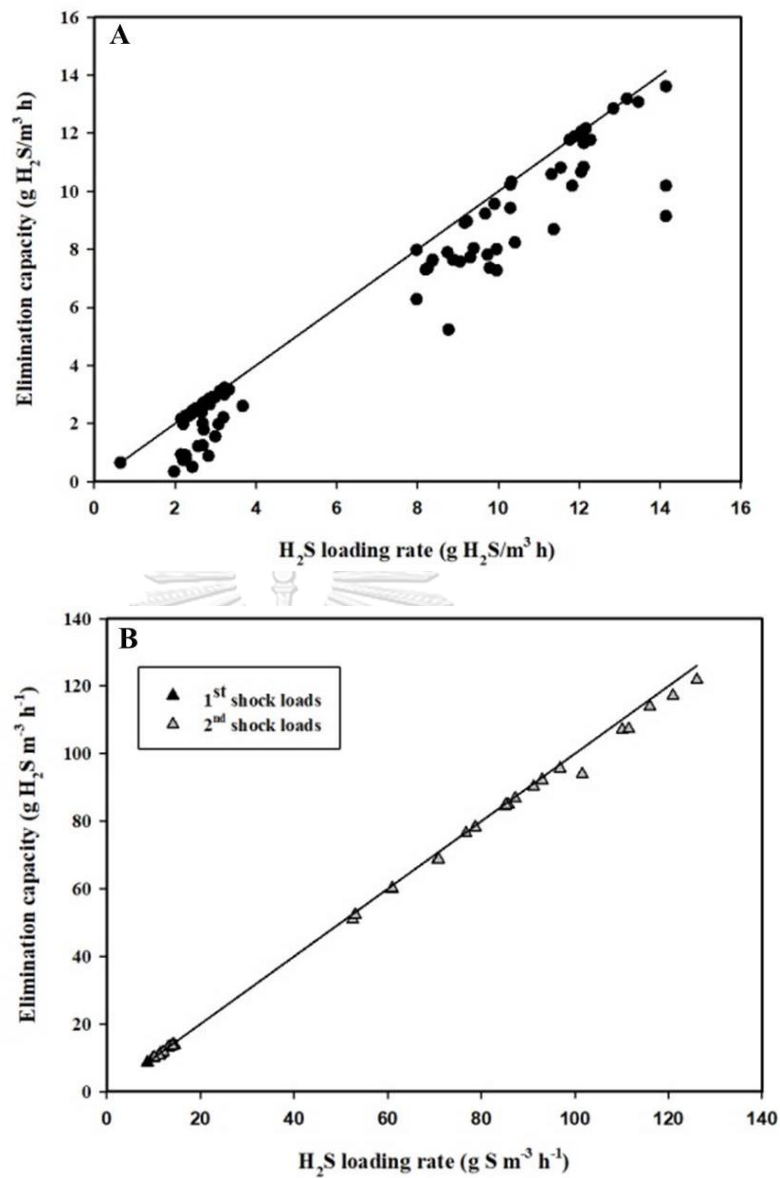 A
16
14
12
10
8
6
4
2
0
Elimination capacity (g H₂S/m³ h)
0 2 4 6 8 10 12 14 16
H₂S loading rate (g H₂S/m³ h)
B
140
120
100
80
60
40
20
0
Elimination capacity (g H₂S m⁻³ h⁻¹)
1ˢᵗ shock loads
2ⁿᵈ shock loads
0 20 40 60 80 100 120 140
H₂S loading rate (g S m⁻³ h⁻¹)